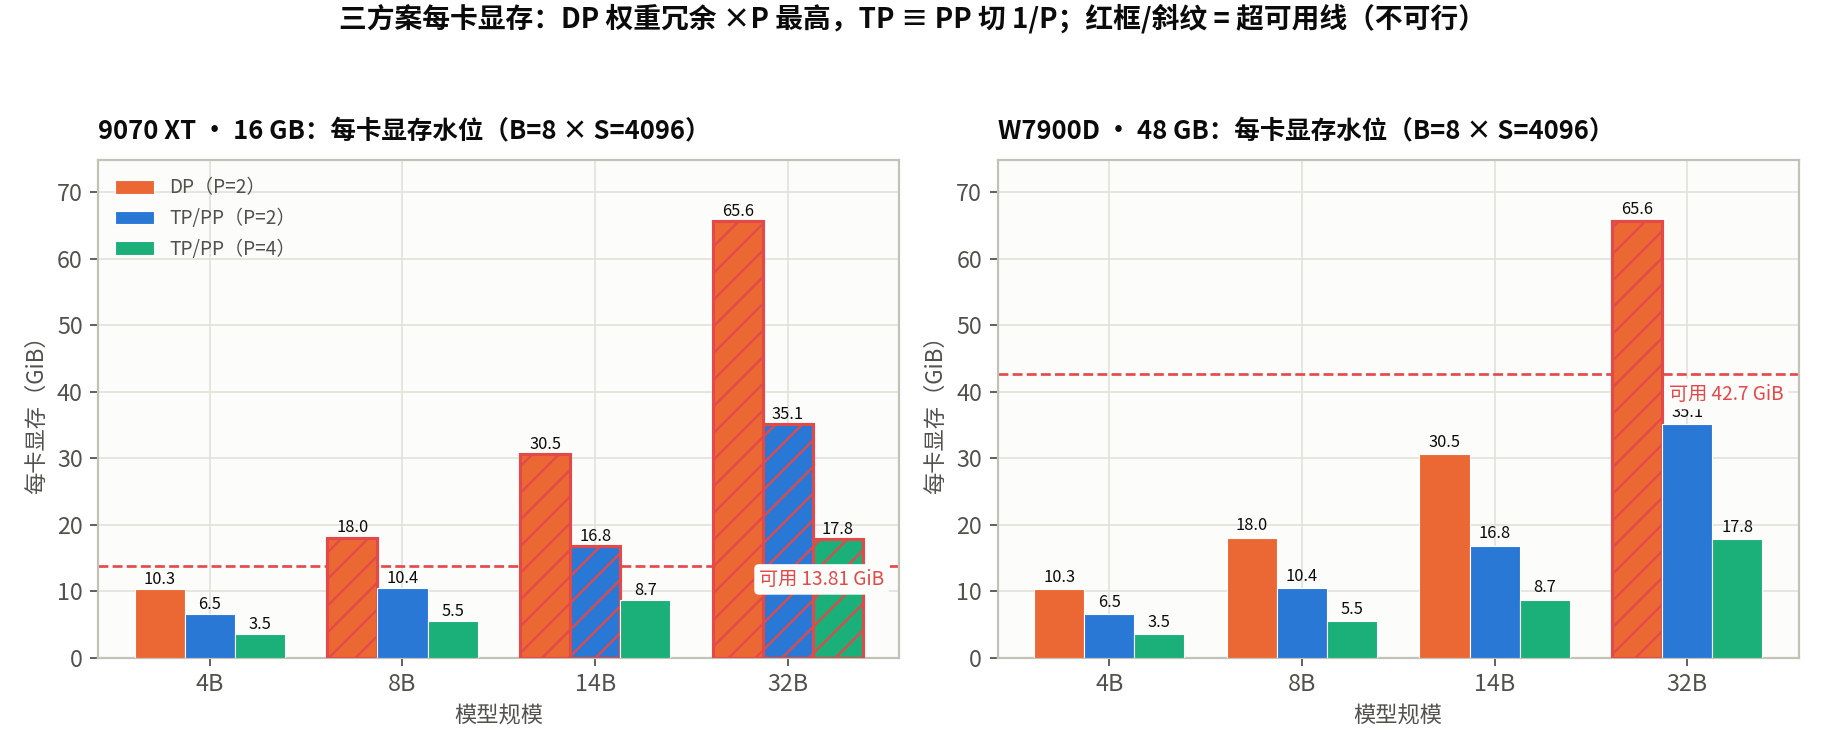 三方案每卡显存：DP 权重冗余 ×P 最高，TP ≡ PP 切 1/P；红框/斜纹 = 超可用线（不可行）
9070 XT · 16 GB：每卡显存水位（B=8 × S=4096）
每卡显存（GiB）
70
60
50
40
30
20
10
0
DP（P=2）
TP/PP（P=2）
TP/PP（P=4）
10.3
6.5
3.5
18.0
10.4
5.5
30.5
16.8
8.7
65.6
35.1
17.8
可用 13.81 GiB
4B
8B
14B
32B
模型规模
W7900D · 48 GB：每卡显存水位（B=8 × S=4096）
每卡显存（GiB）
70
60
50
40
30
20
10
0
10.3
6.5
3.5
18.0
10.4
5.5
30.5
16.8
8.7
65.6
可用 42.7 GiB
35.1
17.8
4B
8B
14B
32B
模型规模